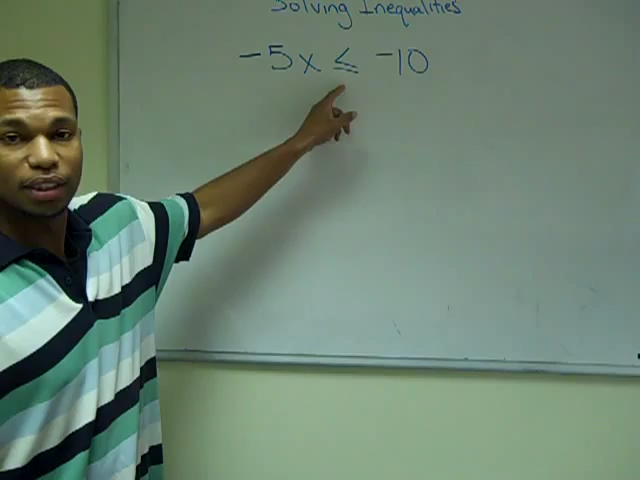 Solving Inequalities
-5x ≤ -10